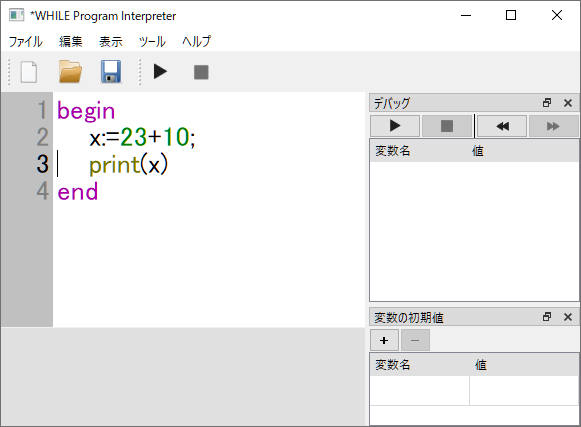 *WHILE Program Interpreter
ファイル 編集 表示 ツール ヘルプ
1 begin
2 x:=23+10;
3 print(x)
4 end
デバッグ
変数名 値
変数の初期値
+ −
変数名 値